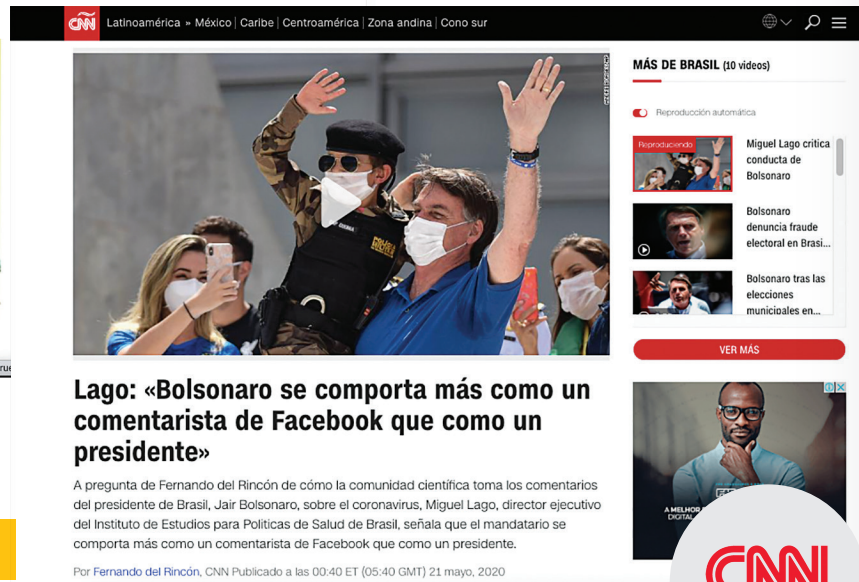 CNN Latinoamérica » México | Caribe | Centroamérica | Zona andina | Cono sur
MÁS DE BRASIL (10 videos)
Reproducción automática
Reproduciendo
Miguel Lago critica
conducta de
Bolsonaro
Bolsonaro
denuncia fraude
electoral en Brasi...
Bolsonaro tras las
elecciones
municipales en...
VER MÁS
Lago: «Bolsonaro se comporta más como un
comentarista de Facebook que como un
presidente»
A pregunta de Fernando del Rincón de cómo la comunidad científica toma los comentarios
del presidente de Brasil, Jair Bolsonaro, sobre el coronavirus, Miguel Lago, director ejecutivo
del Instituto de Estudios para Politicas de Salud de Brasil, señala que el mandatario se
comporta más como un comentarista de Facebook que como un presidente.
Por Fernando del Rincón, CNN Publicado a las 00:40 ET (05:40 GMT) 21 mayo, 2020
A MELHOR
DIGITAL
CNN